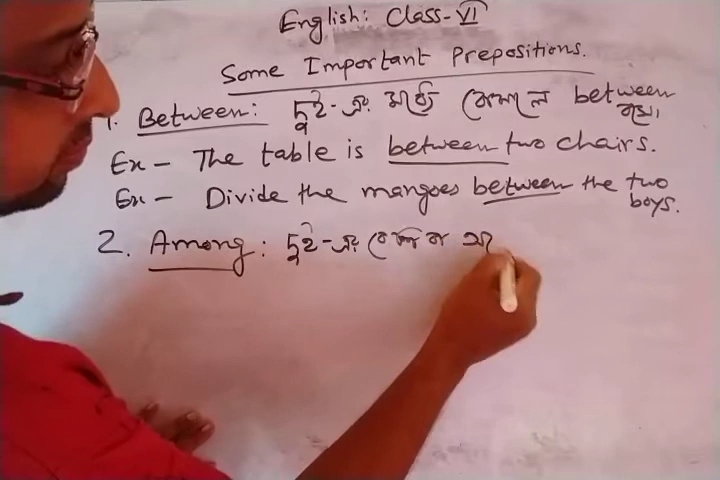 English: Class-VI
Some Important Prepositions.
1. Between: দুই-এর মধ্যে বোঝালে between
বসে।
Ex- The table is between two chairs.
Ex- Divide the mangoes between the two
boys.
2. Among: দুই-এর বেশির ম